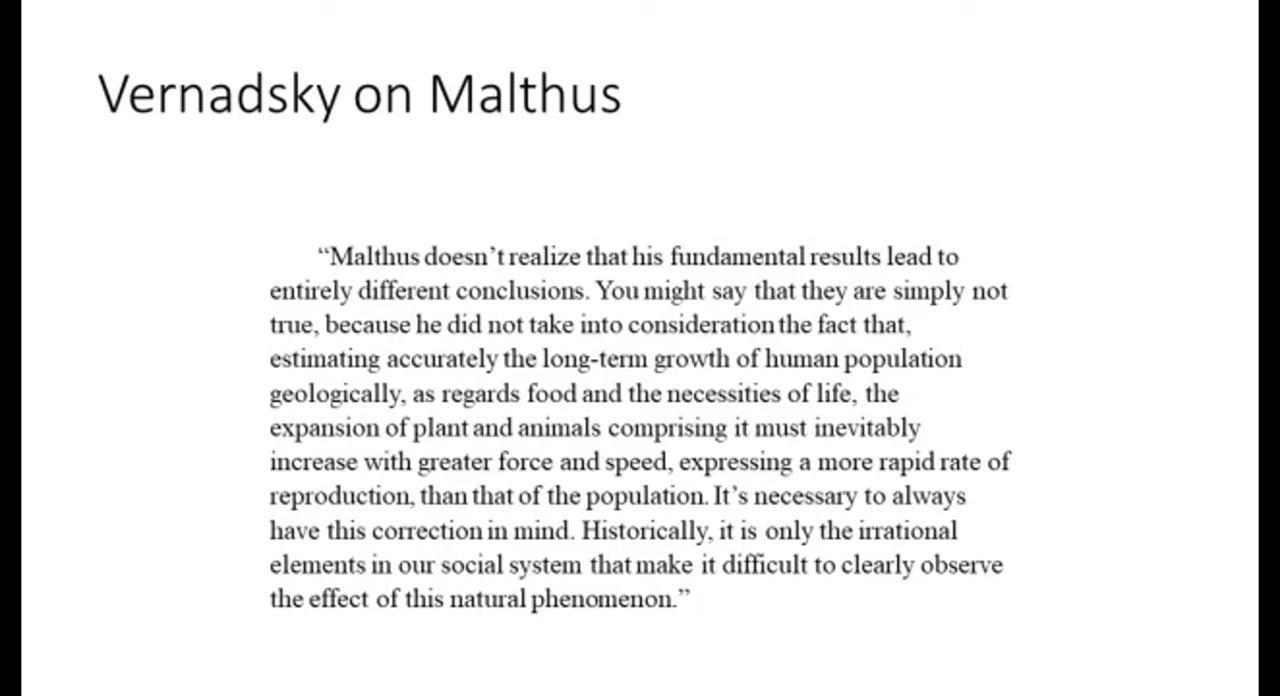 Vernadsky on Malthus
“Malthus doesn’t realize that his fundamental results lead to
entirely different conclusions. You might say that they are simply not
true, because he did not take into consideration the fact that,
estimating accurately the long-term growth of human population
geologically, as regards food and the necessities of life, the
expansion of plant and animals comprising it must inevitably
increase with greater force and speed, expressing a more rapid rate of
reproduction, than that of the population. It’s necessary to always
have this correction in mind. Historically, it is only the irrational
elements in our social system that make it difficult to clearly observe
the effect of this natural phenomenon.”